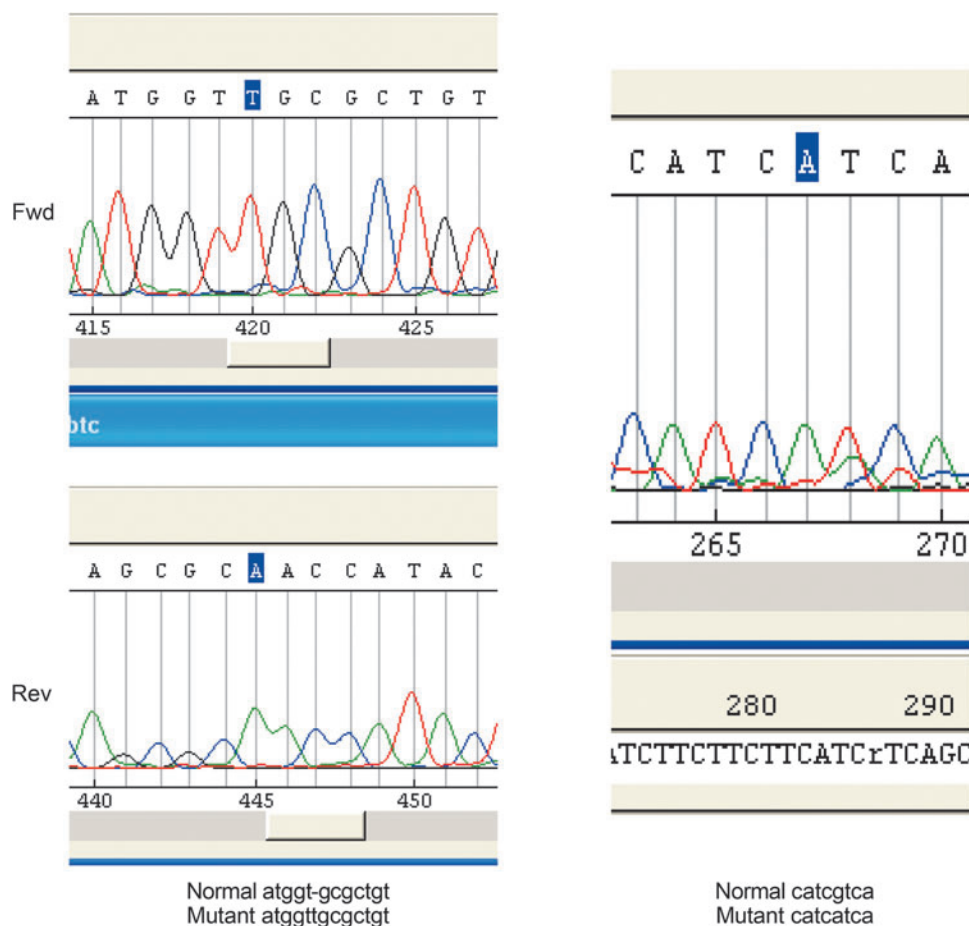 A T G G T T G C G C T G T
Fwd
415 420 425
btc
A G C G C A A C C A T A C
Rev
440 445 450
Normal atggt-gcgctgt
Mutant atggttgcgctgt
C A T C A T C A
265 270
280 290
ATCTTCTTCTTCATCrTCAGC
Normal catcgtca
Mutant catcatca